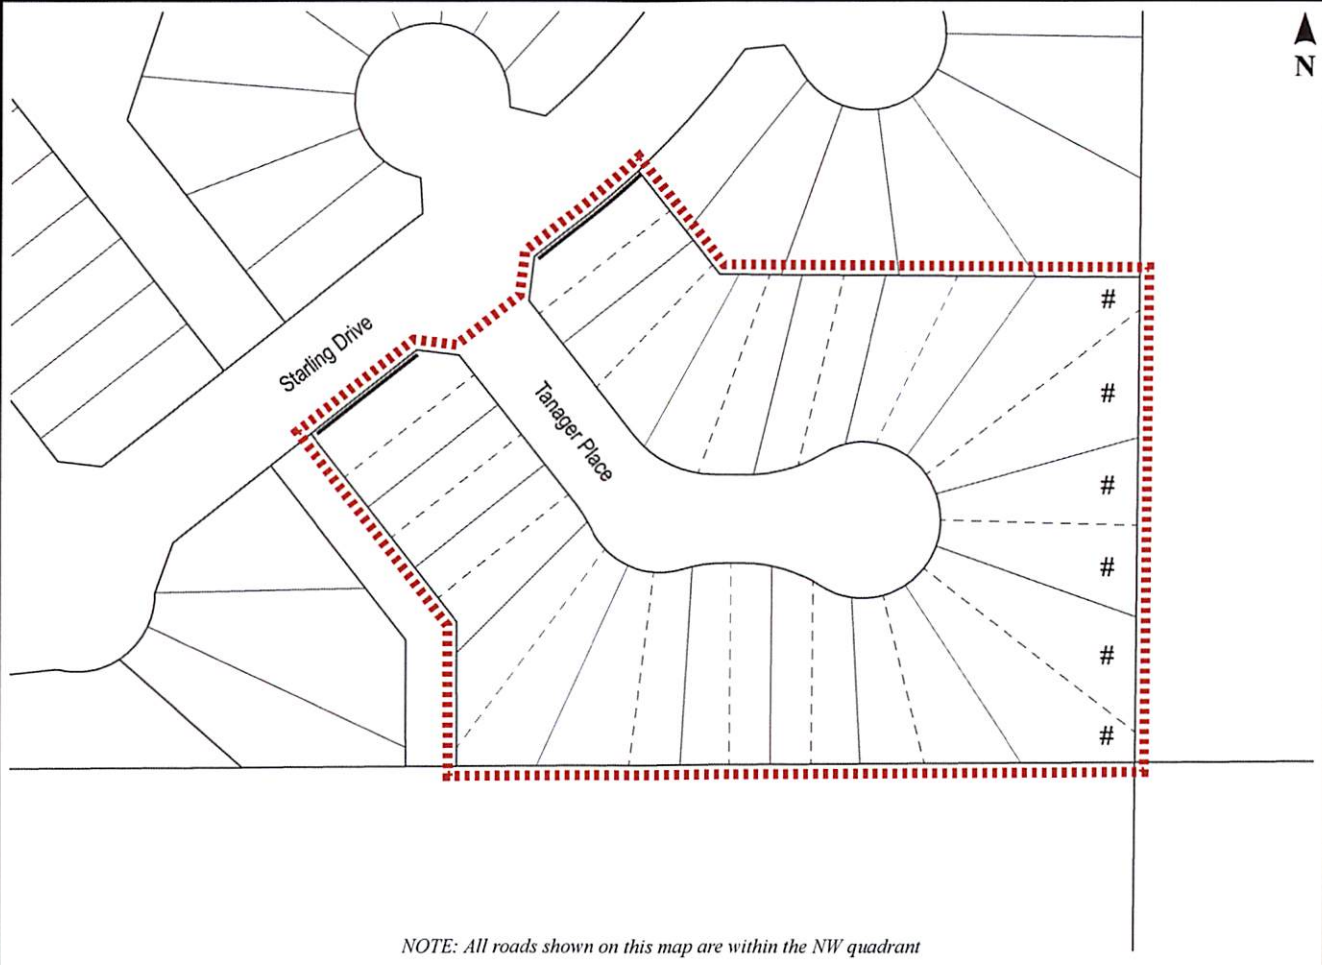 N
#
Starling Drive
#
Tanager Place
#
#
#
#
NOTE: All roads shown on this map are within the NW quadrant